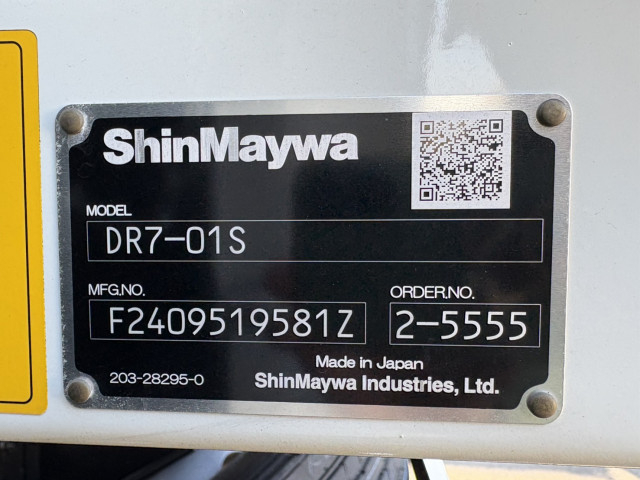 ShinMaywa
MODEL
DR7-01S
MFG.NO.
ORDER.NO.
F2409519581Z
2-5555
203-28295-0
Made in Japan
ShinMaywa Industries, Ltd.